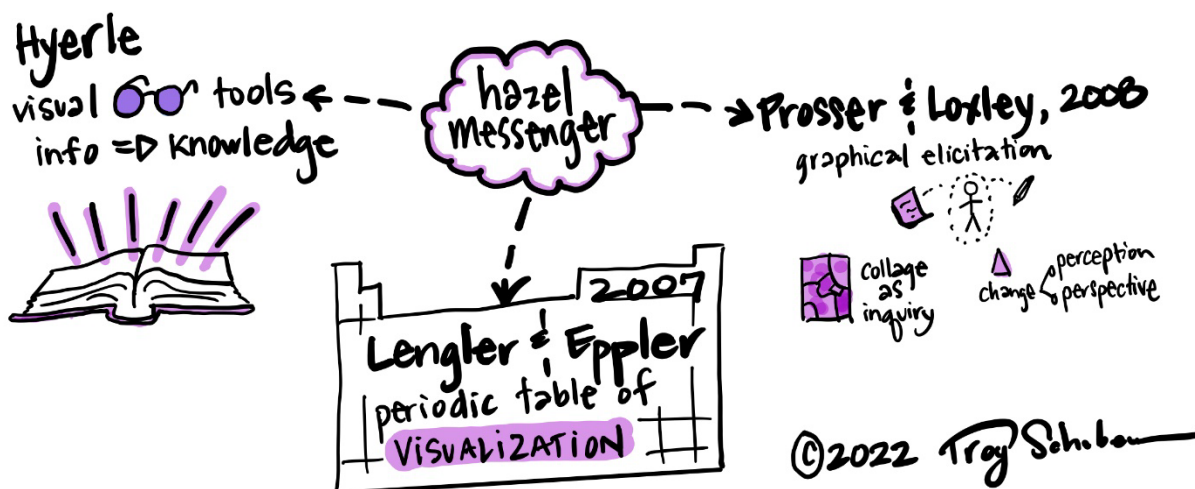 Hyerle
visual tools
info => knowledge
hazel
messenger
Prosser & Loxley, 2008
graphical elicitation
collage
as
inquiry
change
perception
perspective
2007
Lengler & Eppler
periodic table of
VISUALIZATION
©2022 Troy